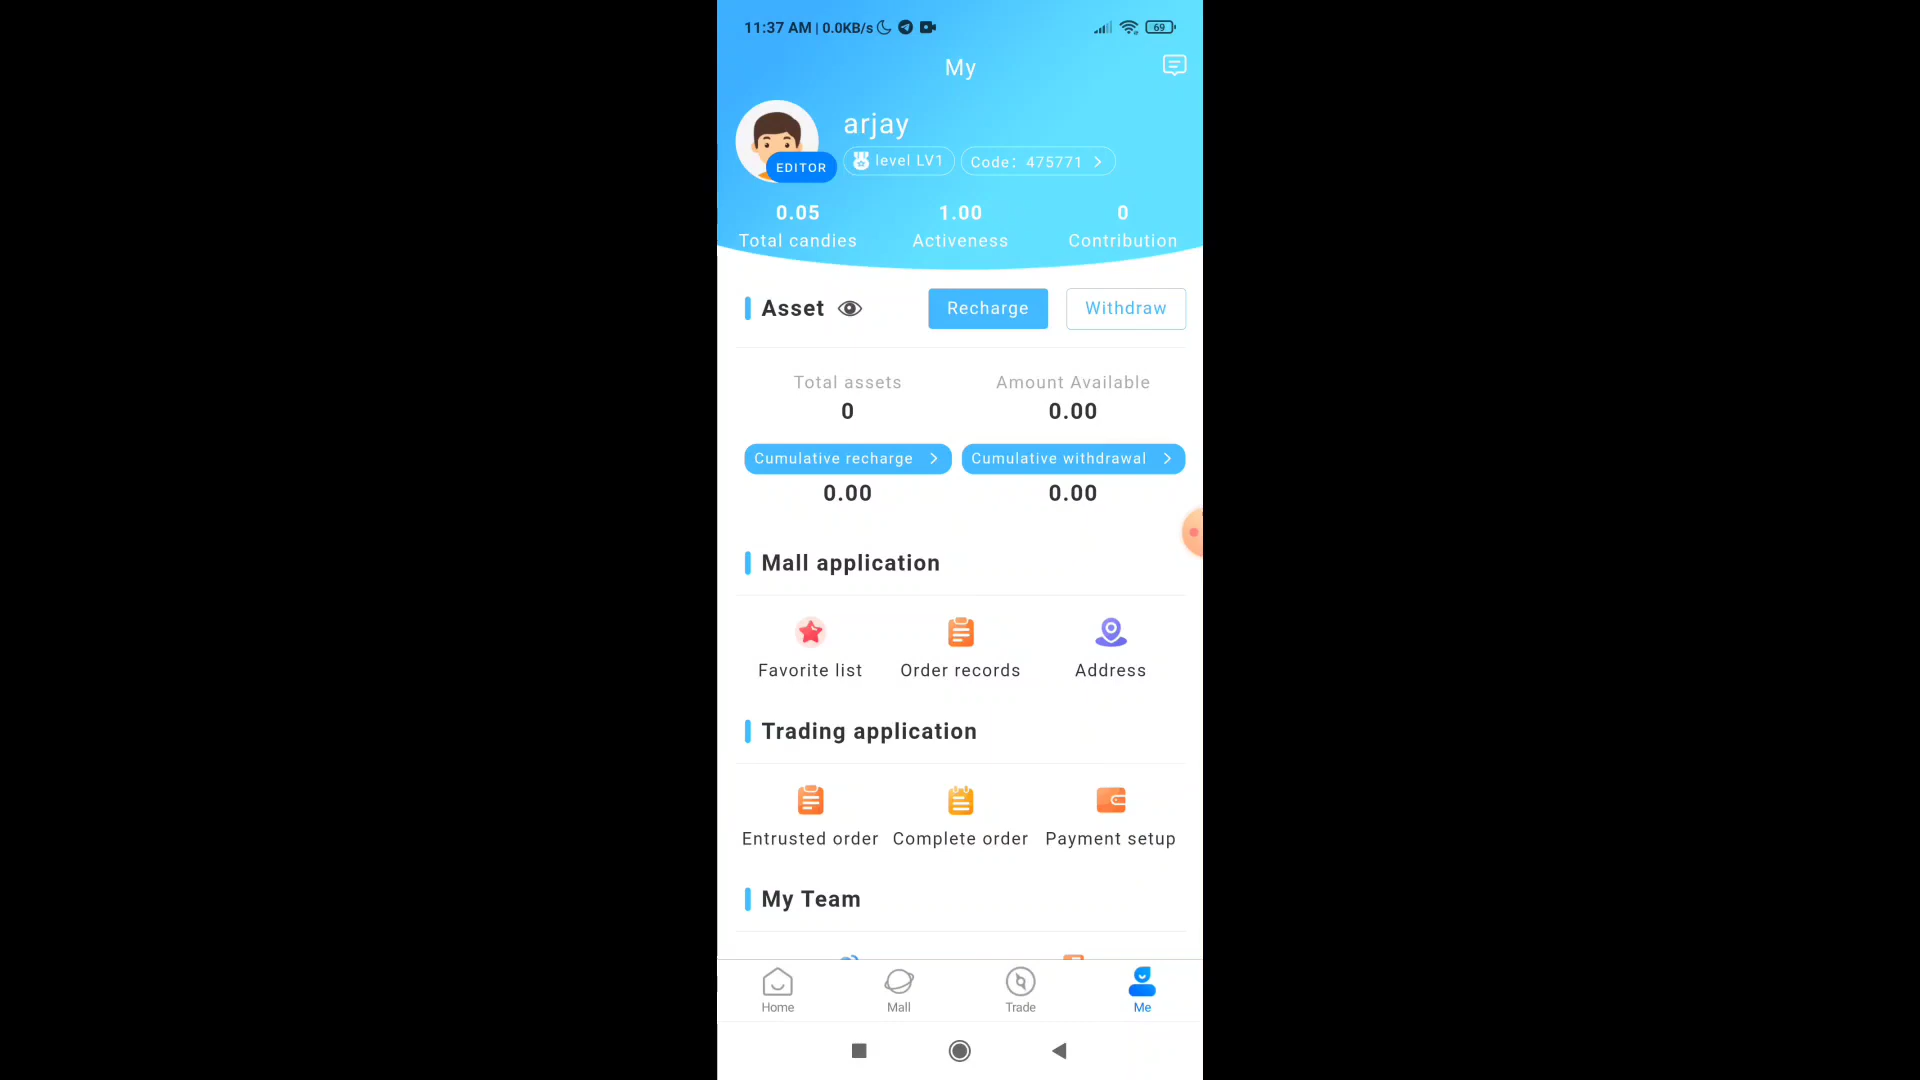 11:37 AM | 0.0KB/s 69
My
arjay
EDITOR
level LV1 Code: 475771
0.05 1.00 0
Total candies Activeness Contribution
Asset Recharge Withdraw
Total assets Amount Available
0 0.00
Cumulative recharge Cumulative withdrawal
0.00 0.00
Mall application
Favorite list Order records Address
Trading application
Entrusted order Complete order Payment setup
My Team
Home Mall Trade Me